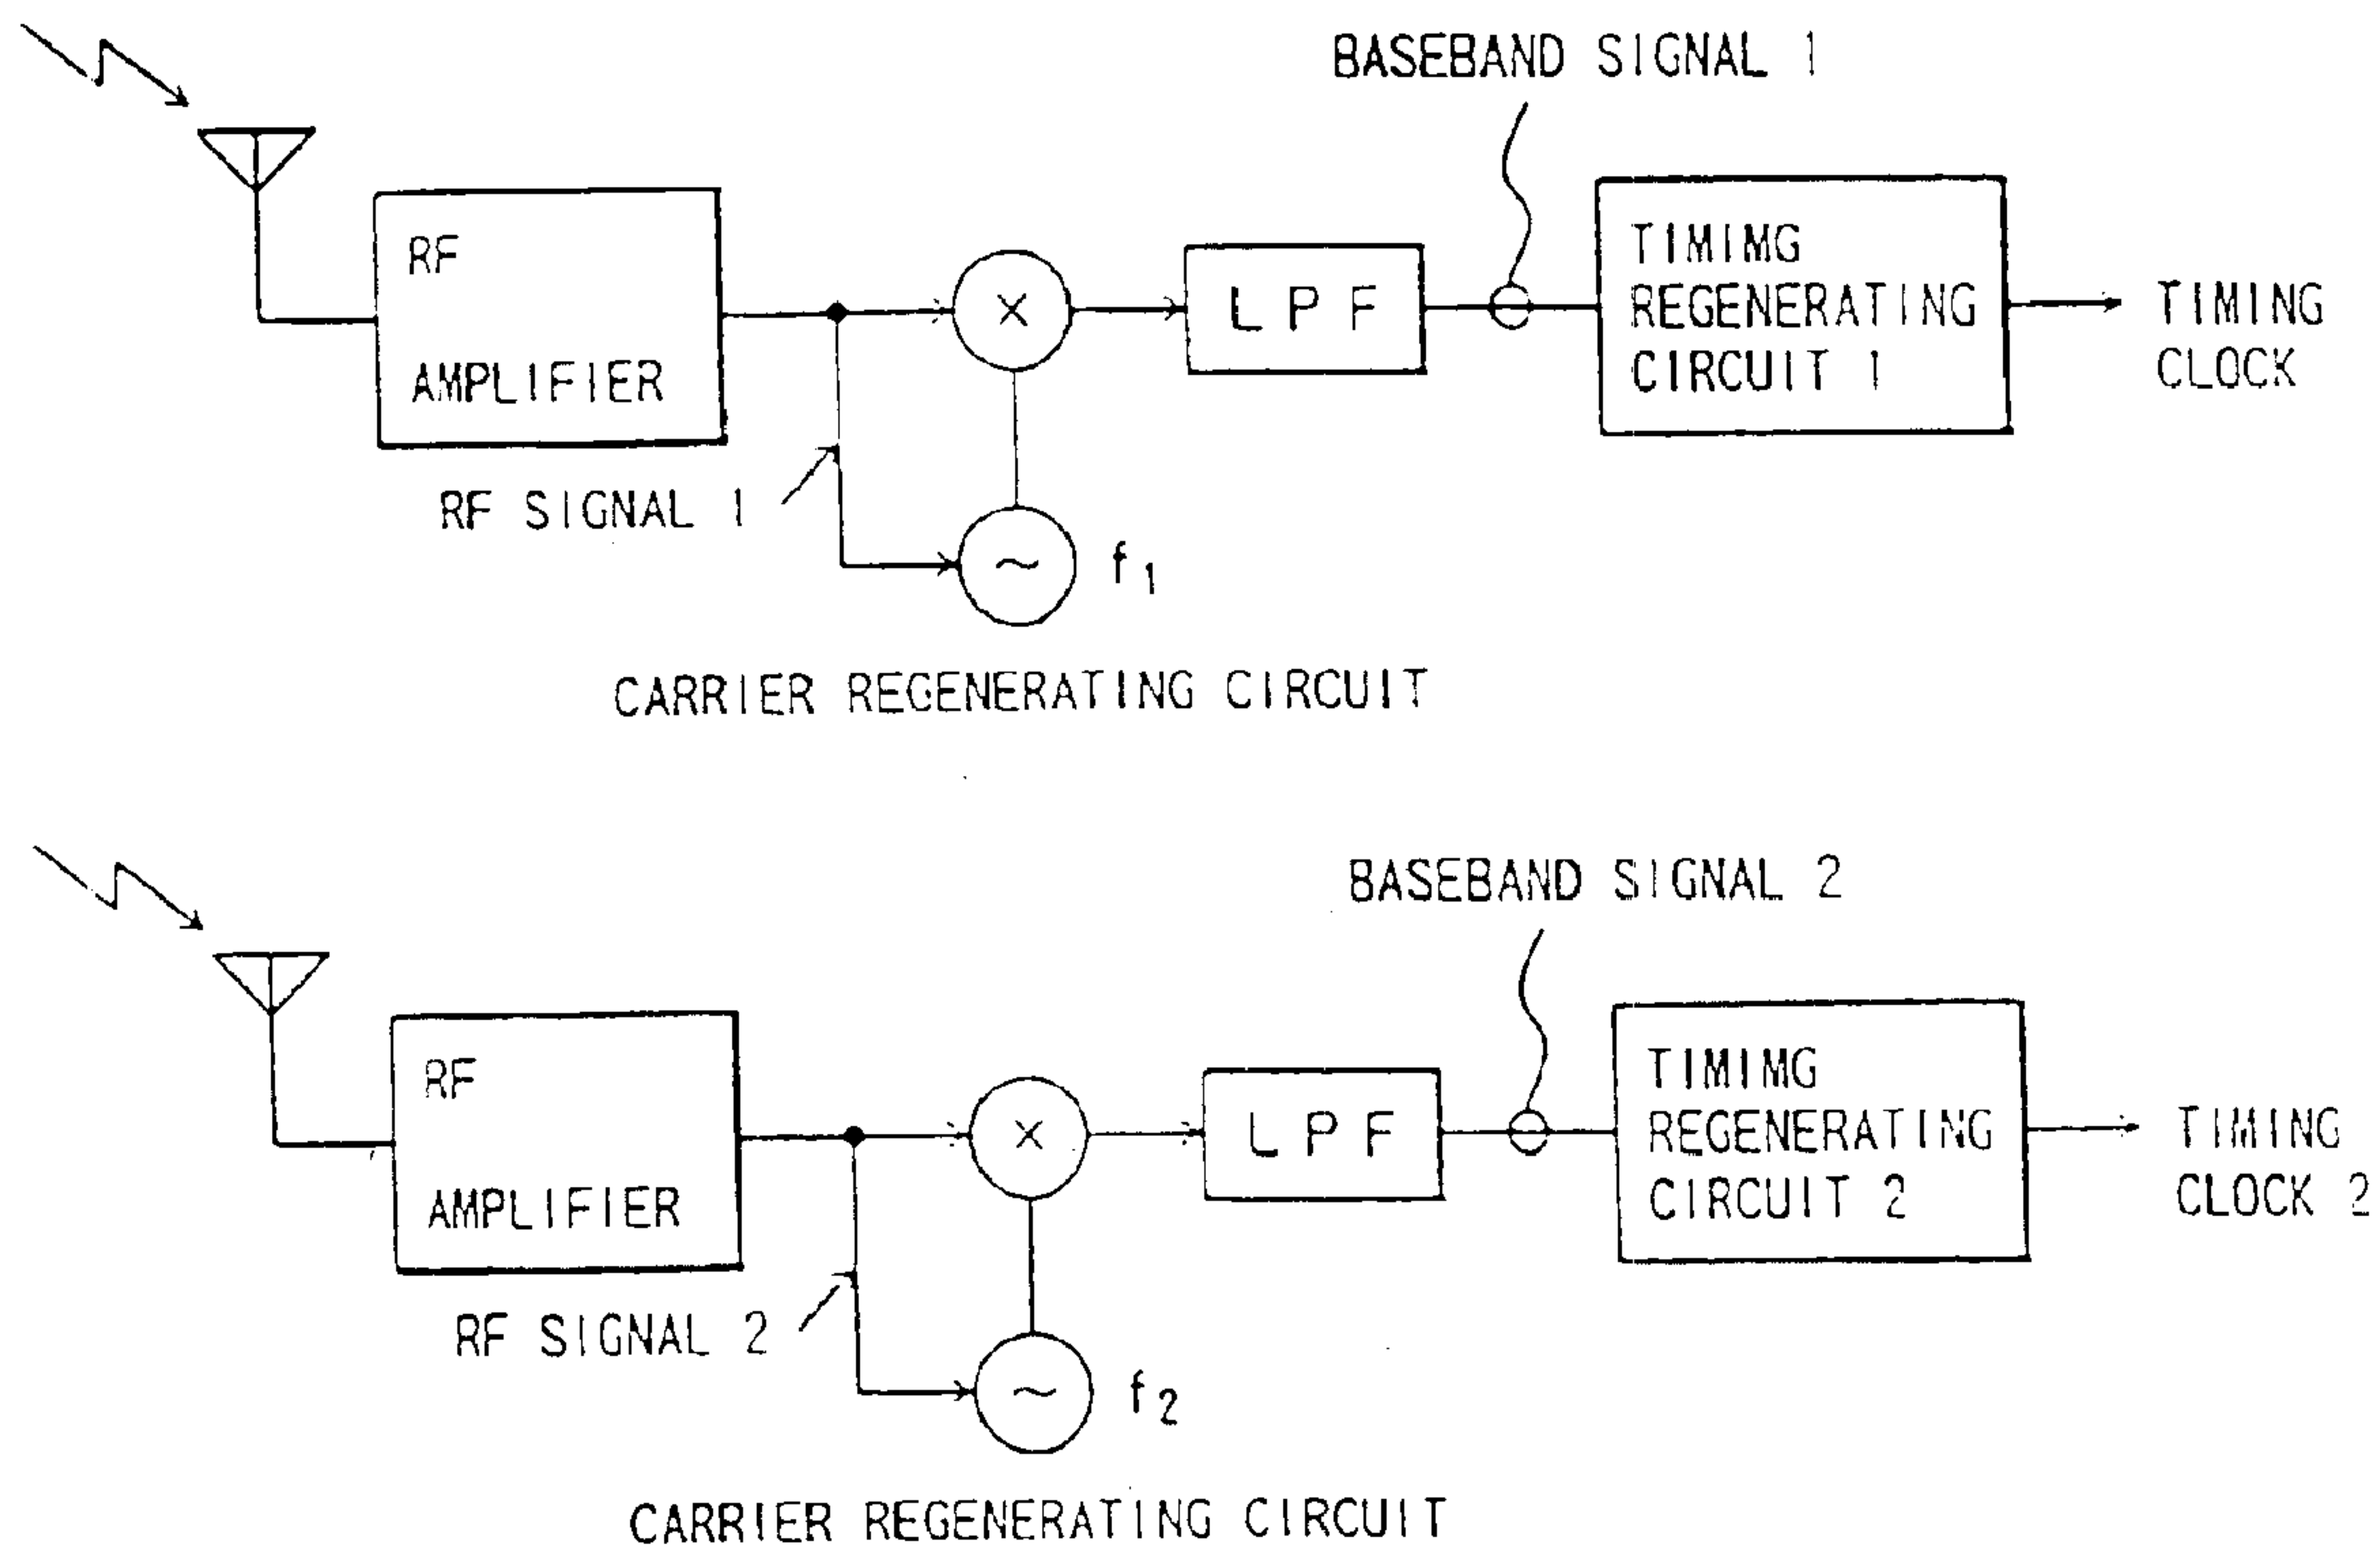 BASEBAND SIGNAL 1
RF
AMPLIFIER
×
LPF
TIMIMG
REGENERATING
CIRCUIT 1
TIMING
CLOCK
RF SIGNAL 1
~
f1
CARRIER REGENERATING CIRCUIT
BASEBAND SIGNAL 2
RF
AMPLIFIER
×
LPF
TIMIMG
REGENERATING
CIRCUIT 2
TIMING
CLOCK 2
RF SIGNAL 2
~
f2
CARRIER REGENERATING CIRCUIT